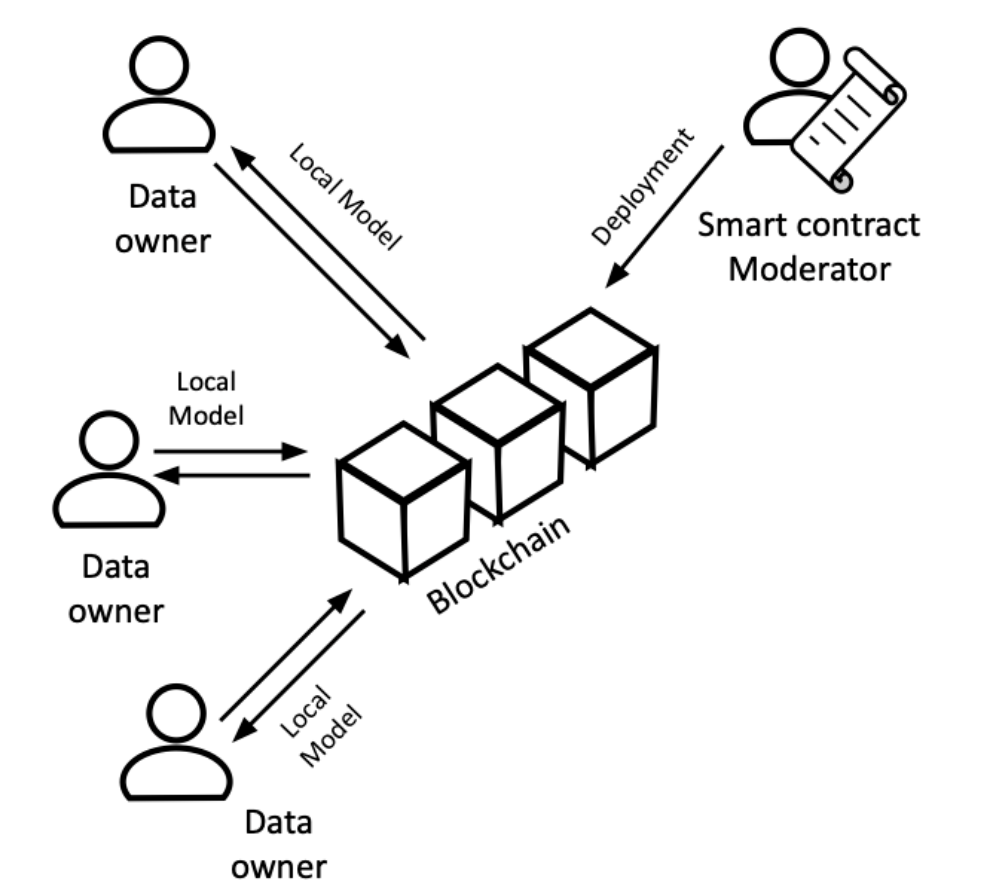 Data
owner
Local Model
Deployment
Smart contract
Moderator
Local
Model
Data
owner
Blockchain
Local
Model
Data
owner